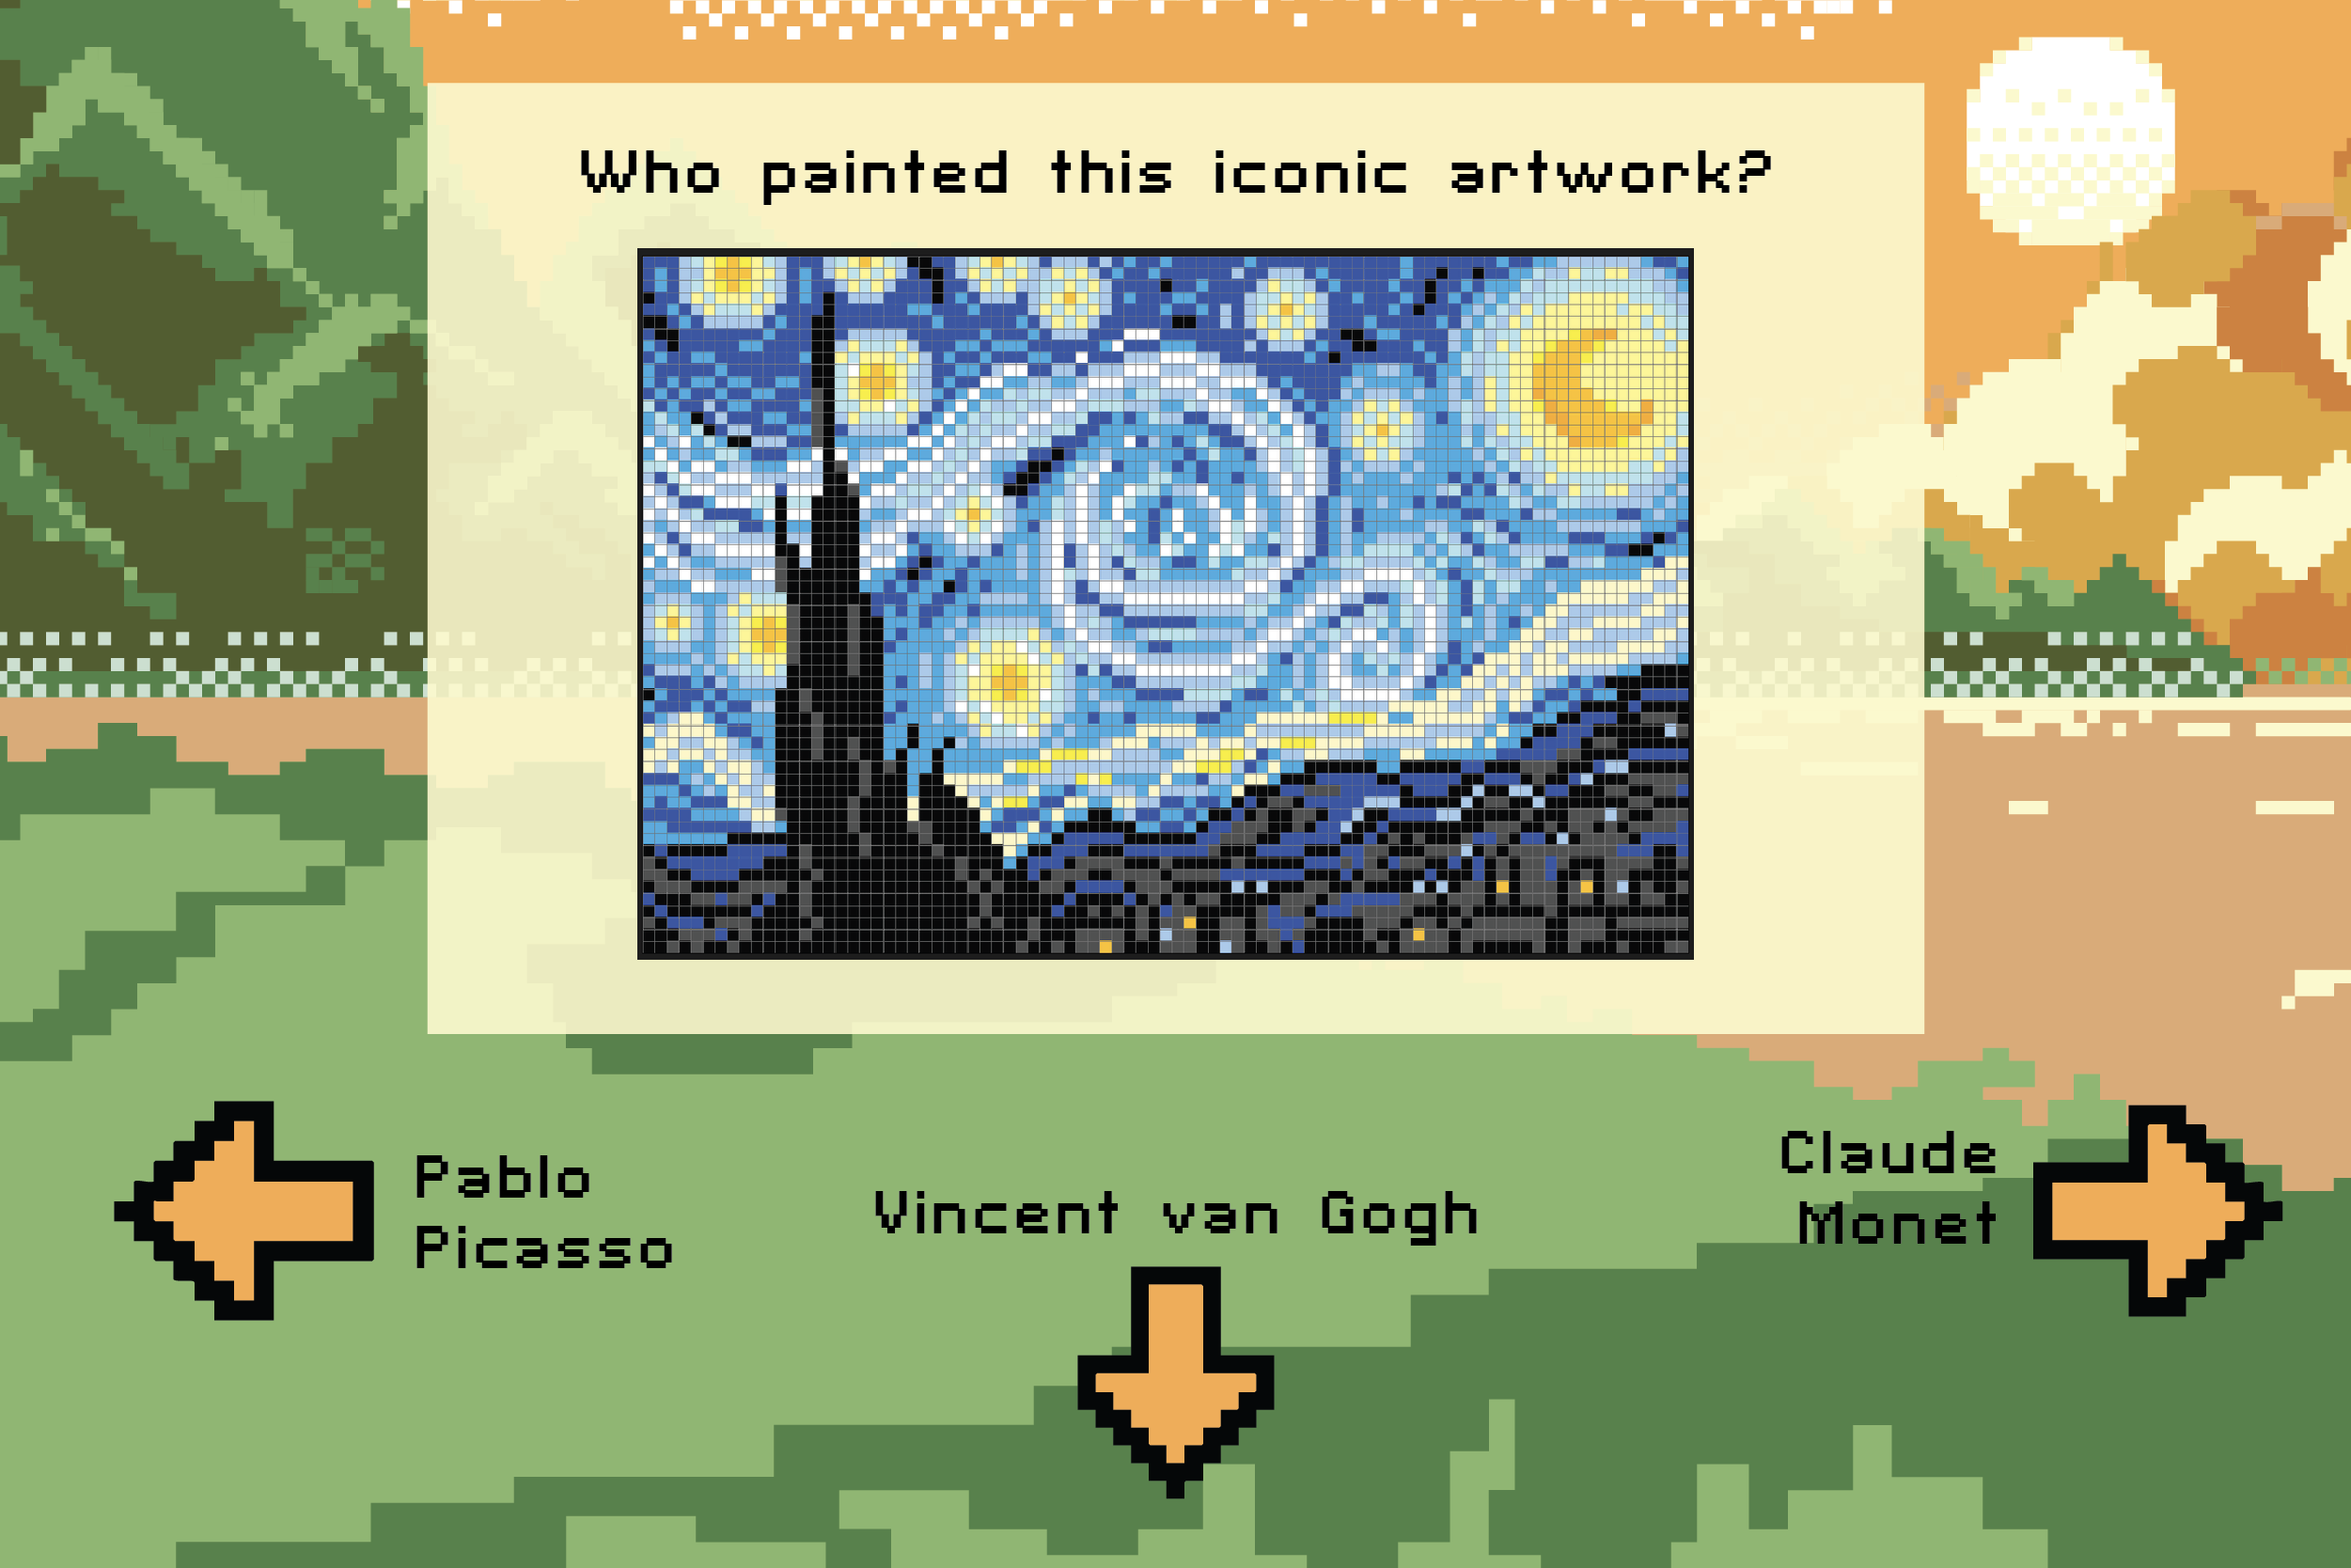 Who painted this iconic artwork?
Pablo
Picasso
Vincent van Gogh
Claude
Monet